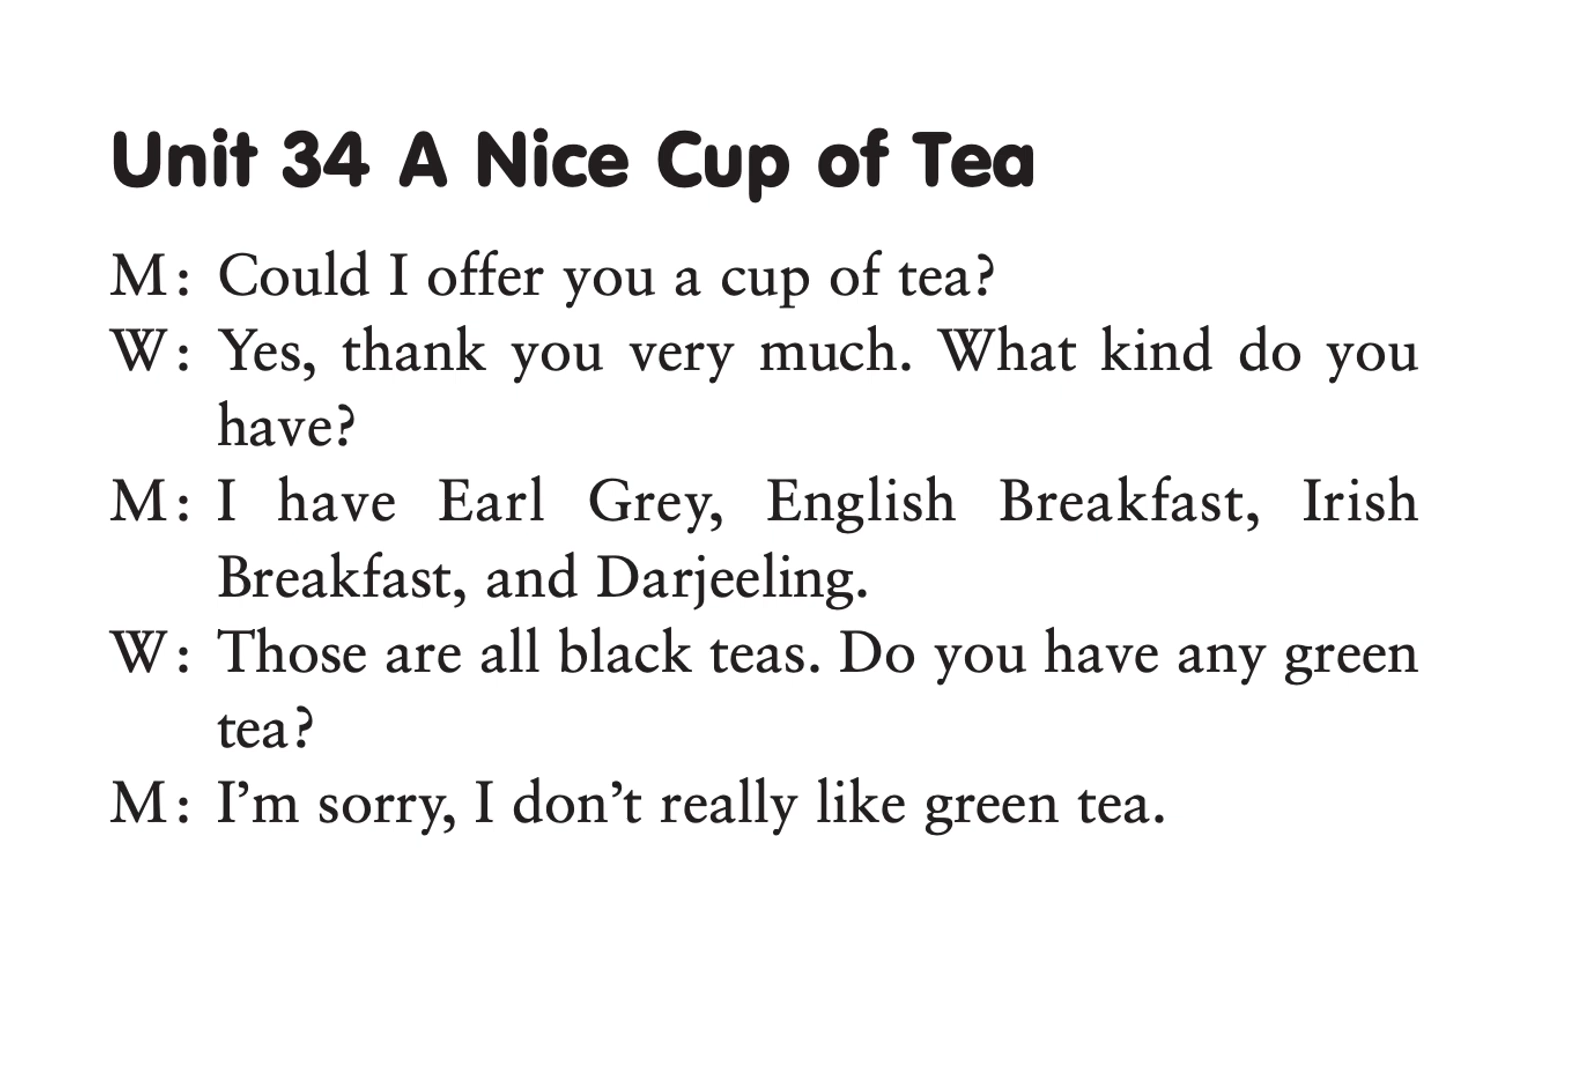 Unit 34 A Nice Cup of Tea
M: Could I offer you a cup of tea?
W: Yes, thank you very much. What kind do you
have?
M: I have Earl Grey, English Breakfast, Irish
Breakfast, and Darjeeling.
W: Those are all black teas. Do you have any green
tea?
M: I’m sorry, I don’t really like green tea.